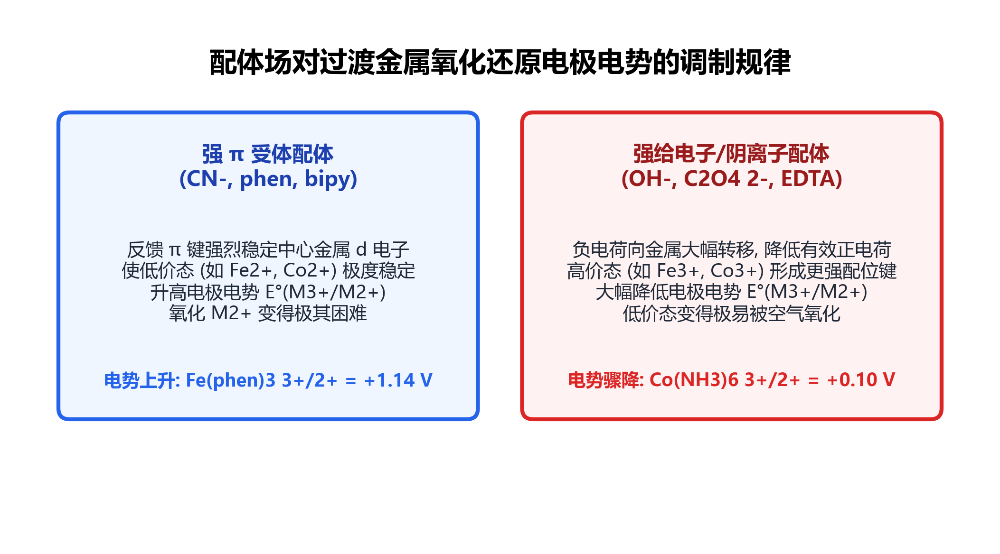 配体场对过渡金属氧化还原电极电势的调制规律
强 π 受体配体
(CN-, phen, bipy)
反馈 π 键强烈稳定中心金属 d 电子
使低价态 (如 Fe2+, Co2+) 极度稳定
升高电极电势 E°(M3+/M2+)
氧化 M2+ 变得极其困难
电势上升: Fe(phen)3 3+/2+ = +1.14 V
强给电子/阴离子配体
(OH-, C2O4 2-, EDTA)
负电荷向金属大幅转移, 降低有效正电荷
高价态 (如 Fe3+, Co3+) 形成更强配位键
大幅降低电极电势 E°(M3+/M2+)
低价态变得极易被空气氧化
电势骤降: Co(NH3)6 3+/2+ = +0.10 V